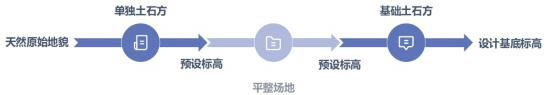 单独土石方
基础土石方
天然原始地貌
设计基底标高
预设标高
预设标高
平整场地